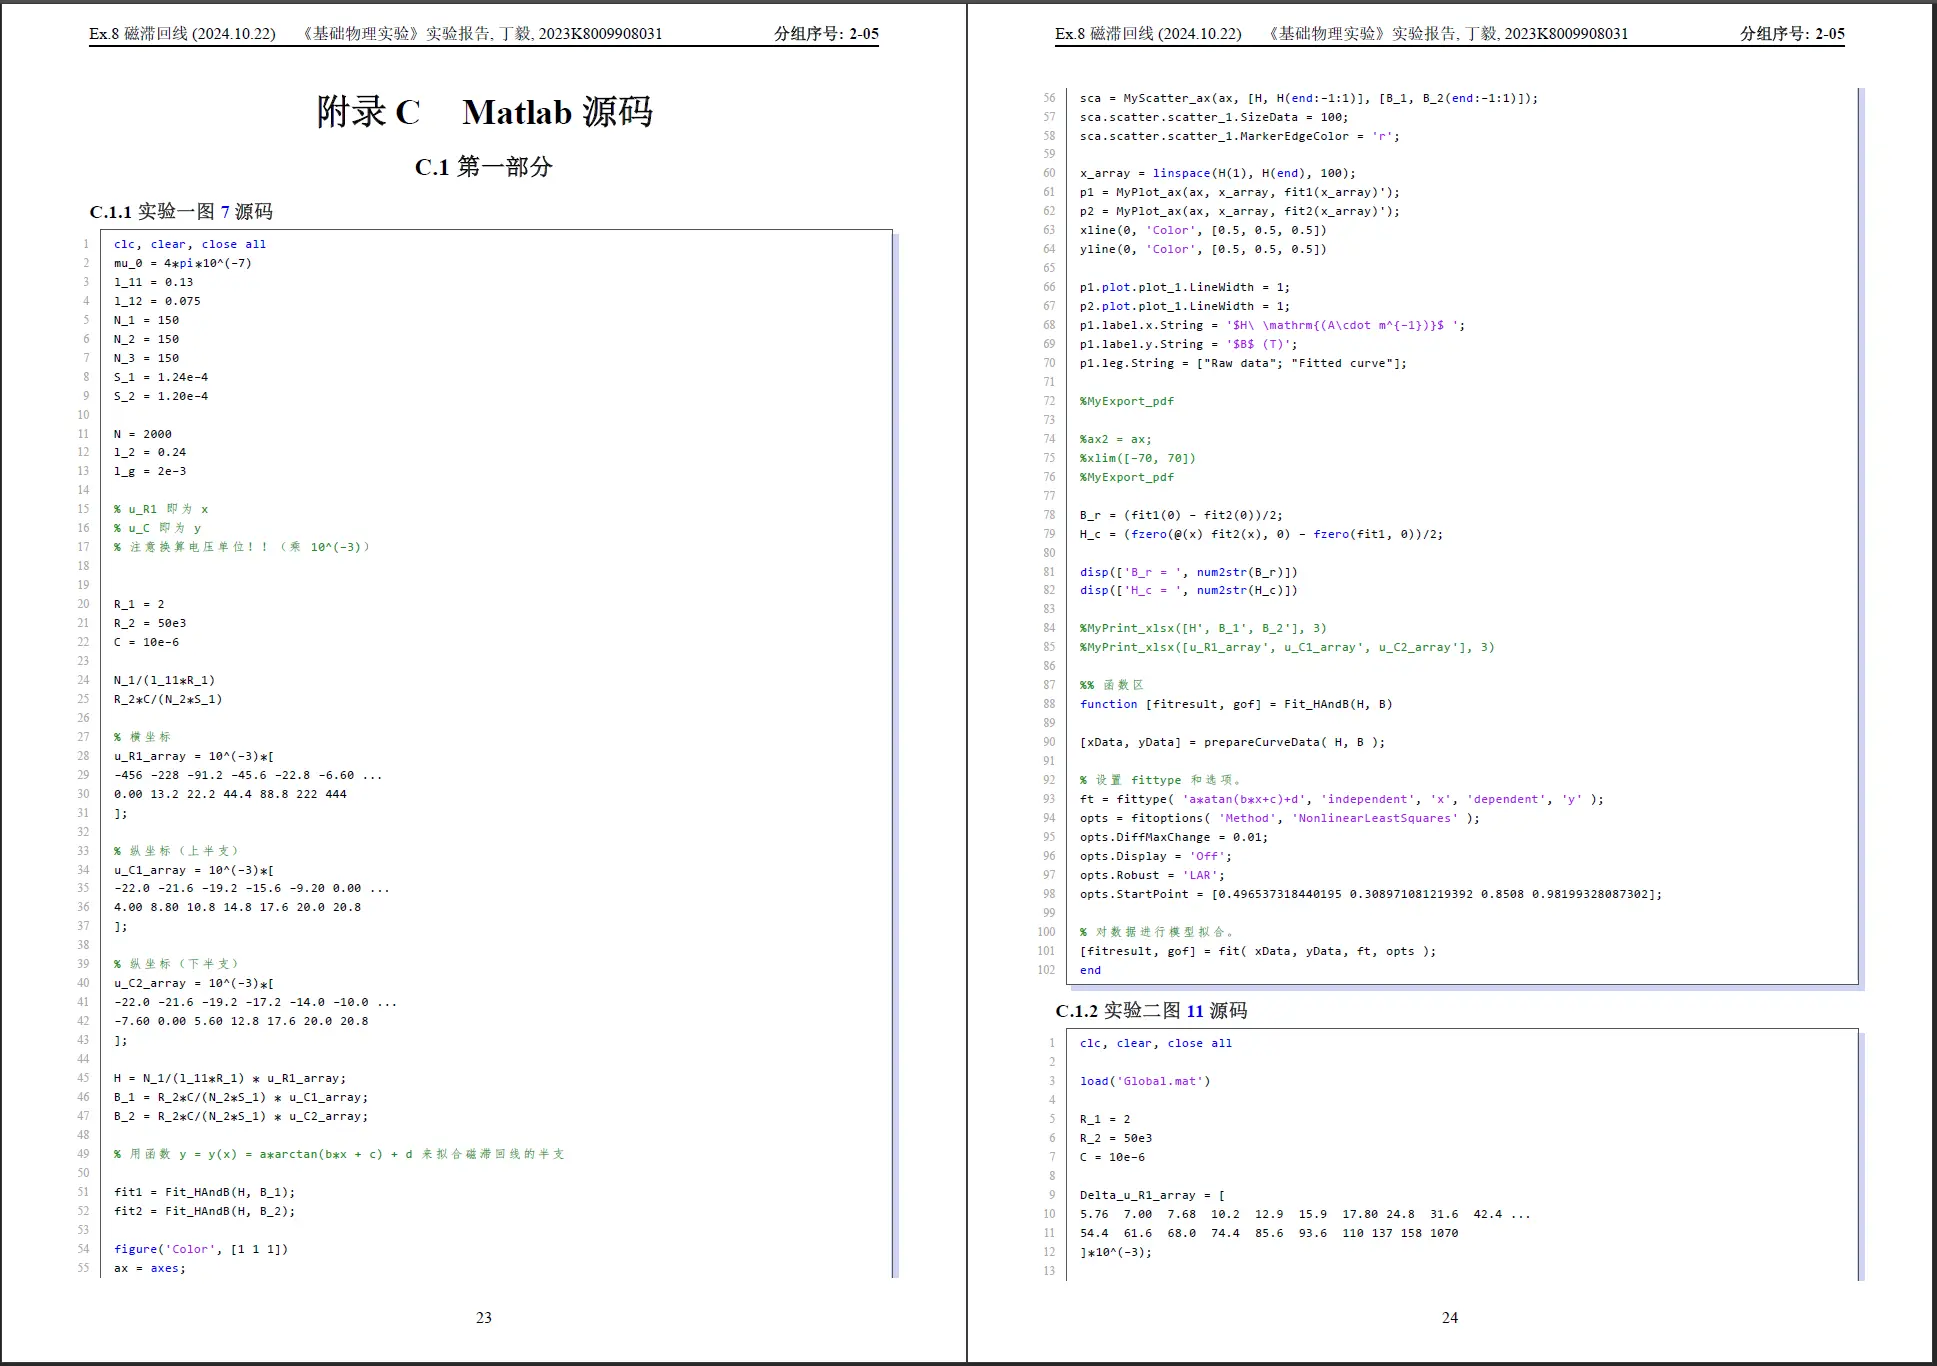 Ex.8 磁滞回线 (2024.10.22) 《基础物理实验》实验报告, 丁毅, 2023K8009908031 分组序号: 2-05
附录 C Matlab 源码
C.1 第一部分
C.1.1 实验一图 7 源码
1 clc, clear, close all
2 mu_0 = 4*pi*10^(-7)
3 l_11 = 0.13
4 l_12 = 0.075
5 N_1 = 150
6 N_2 = 150
7 N_3 = 150
8 S_1 = 1.24e-4
9 S_2 = 1.20e-4
10
11 N = 2000
12 l_2 = 0.24
13 l_g = 2e-3
14
15 % u_R1 即为 x
16 % u_C 即为 y
17 % 注意换算电压单位！！（乘 10^(-3)）
18
19
20 R_1 = 2
21 R_2 = 50e3
22 C = 10e-6
23
24 N_1/(l_11*R_1)
25 R_2*C/(N_2*S_1)
26
27 % 横坐标
28 u_R1_array = 10^(-3)*[
29 -456 -228 -91.2 -45.6 -22.8 -6.60 ...
30 0.00 13.2 22.2 44.4 88.8 222 444
31 ];
32
33 % 纵坐标（上半支）
34 u_C1_array = 10^(-3)*[
35 -22.0 -21.6 -19.2 -15.6 -9.20 0.00 ...
36 4.00 8.80 10.8 14.8 17.6 20.0 20.8
37 ];
38
39 % 纵坐标（下半支）
40 u_C2_array = 10^(-3)*[
41 -22.0 -21.6 -19.2 -17.2 -14.0 -10.0 ...
42 -7.60 0.00 5.60 12.8 17.6 20.0 20.8
43 ];
44
45 H = N_1/(l_11*R_1) * u_R1_array;
46 B_1 = R_2*C/(N_2*S_1) * u_C1_array;
47 B_2 = R_2*C/(N_2*S_1) * u_C2_array;
48
49 % 用函数 y = y(x) = a*arctan(b*x + c) + d 来拟合磁滞回线的半支
50
51 fit1 = Fit_HAndB(H, B_1);
52 fit2 = Fit_HAndB(H, B_2);
53
54 figure('Color', [1 1 1])
55 ax = axes;
23
Ex.8 磁滞回线 (2024.10.22) 《基础物理实验》实验报告, 丁毅, 2023K8009908031 分组序号: 2-05
56 sca = MyScatter_ax(ax, [H, H(end:-1:1)], [B_1, B_2(end:-1:1)]);
57 sca.scatter.scatter_1.SizeData = 100;
58 sca.scatter.scatter_1.MarkerEdgeColor = 'r';
59
60 x_array = linspace(H(1), H(end), 100);
61 p1 = MyPlot_ax(ax, x_array, fit1(x_array)');
62 p2 = MyPlot_ax(ax, x_array, fit2(x_array)');
63 xline(0, 'Color', [0.5, 0.5, 0.5])
64 yline(0, 'Color', [0.5, 0.5, 0.5])
65
66 p1.plot.plot_1.LineWidth = 1;
67 p2.plot.plot_1.LineWidth = 1;
68 p1.label.x.String = '$H\ \mathrm{(A\cdot m^{-1})}$ ';
69 p1.label.y.String = '$B$ (T)';
70 p1.leg.String = ["Raw data"; "Fitted curve"];
71
72 %MyExport_pdf
73
74 %ax2 = ax;
75 %xlim([-70, 70])
76 %MyExport_pdf
77
78 B_r = (fit1(0) - fit2(0))/2;
79 H_c = (fzero(@(x) fit2(x), 0) - fzero(fit1, 0))/2;
80
81 disp(['B_r = ', num2str(B_r)])
82 disp(['H_c = ', num2str(H_c)])
83
84 %MyPrint_xlsx([H', B_1', B_2'], 3)
85 %MyPrint_xlsx([u_R1_array', u_C1_array', u_C2_array'], 3)
86
87 %% 函数区
88 function [fitresult, gof] = Fit_HAndB(H, B)
89
90 [xData, yData] = prepareCurveData( H, B );
91
92 % 设置 fittype 和选项。
93 ft = fittype( 'a*atan(b*x+c)+d', 'independent', 'x', 'dependent', 'y' );
94 opts = fitoptions( 'Method', 'NonlinearLeastSquares' );
95 opts.DiffMaxChange = 0.01;
96 opts.Display = 'Off';
97 opts.Robust = 'LAR';
98 opts.StartPoint = [0.496537318440195 0.308971081219392 0.8508 0.98199328087302];
99
100 % 对数据进行模型拟合。
101 [fitresult, gof] = fit( xData, yData, ft, opts );
102 end
C.1.2 实验二图 11 源码
1 clc, clear, close all
2
3 load('Global.mat')
4
5 R_1 = 2
6 R_2 = 50e3
7 C = 10e-6
8
9 Delta_u_R1_array = [
10 5.76 7.00 7.68 10.2 12.9 15.9 17.80 24.8 31.6 42.4 ...
11 54.4 61.6 68.0 74.4 85.6 93.6 110 137 158 1070
12 ]*10^(-3);
13
24